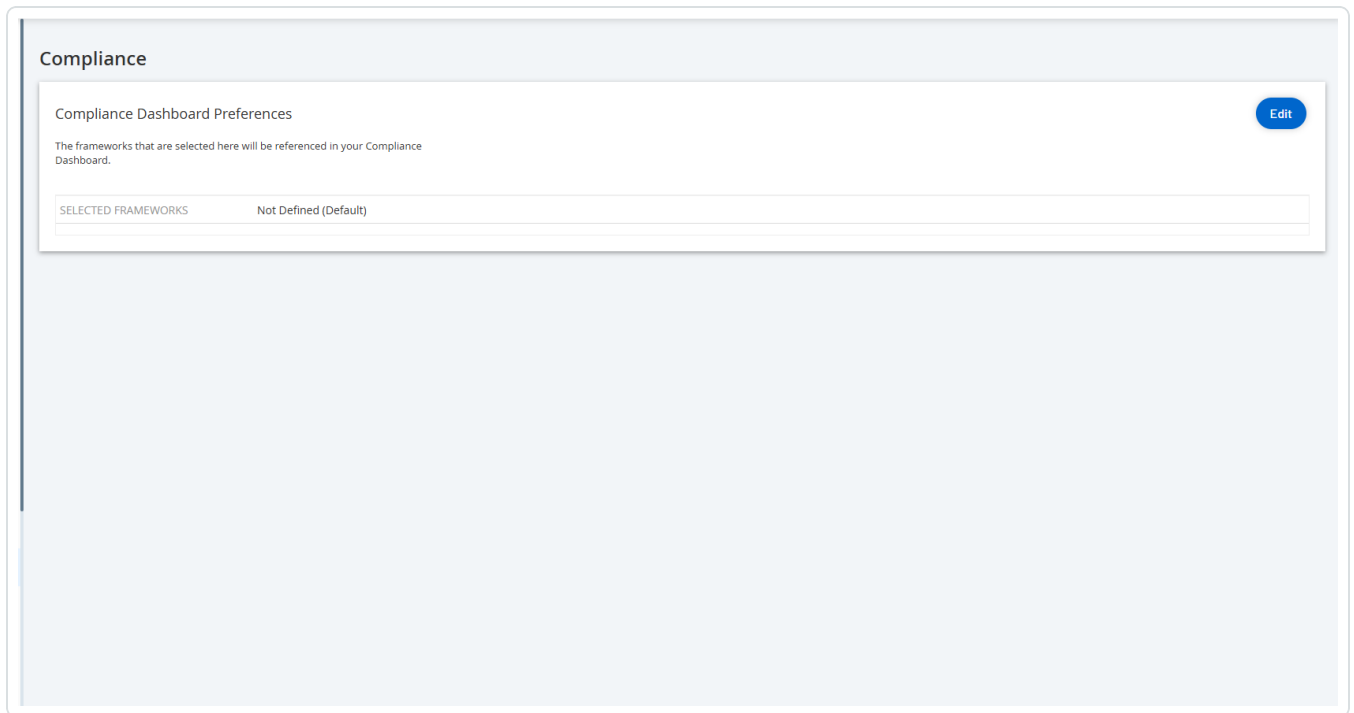 Compliance
Compliance Dashboard Preferences
Edit
The frameworks that are selected here will be referenced in your Compliance
Dashboard.
SELECTED FRAMEWORKS Not Defined (Default)